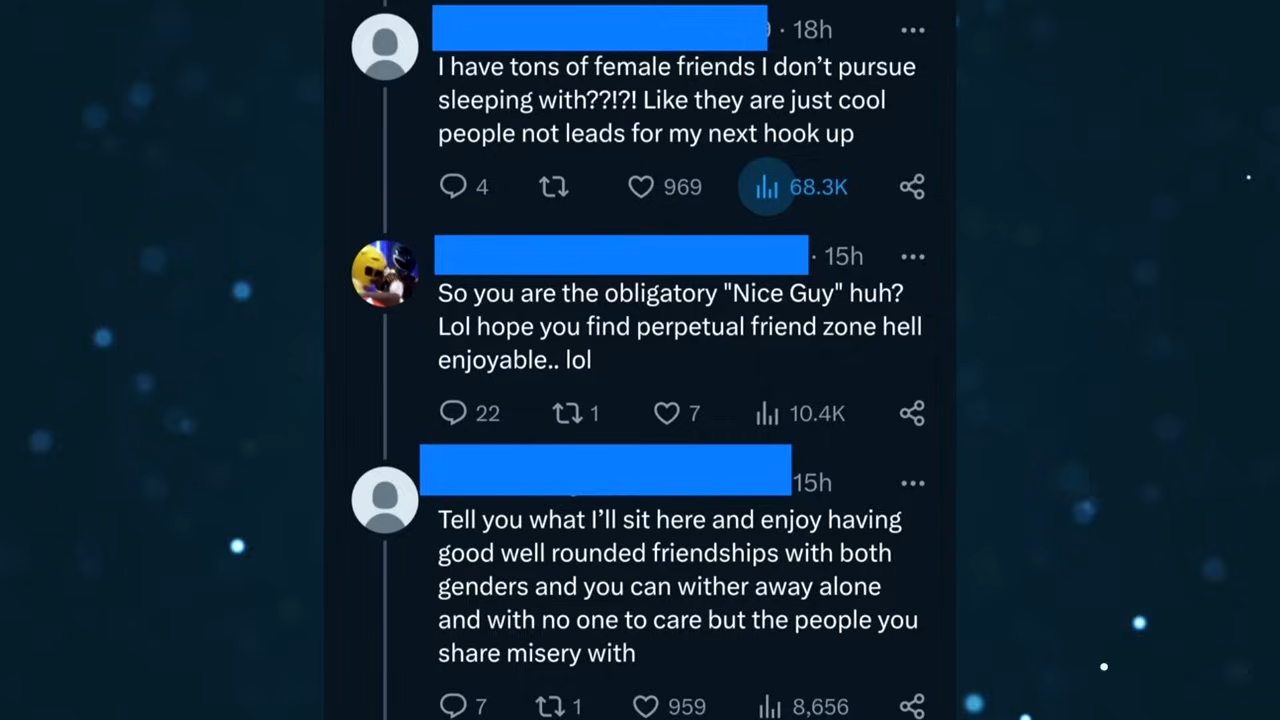 · 18h
I have tons of female friends I don’t pursue
sleeping with??!?! Like they are just cool
people not leads for my next hook up
4 969 68.3K
· 15h
So you are the obligatory "Nice Guy" huh?
Lol hope you find perpetual friend zone hell
enjoyable.. lol
22 1 7 10.4K
15h
Tell you what I’ll sit here and enjoy having
good well rounded friendships with both
genders and you can wither away alone
and with no one to care but the people you
share misery with
7 1 959 8,656